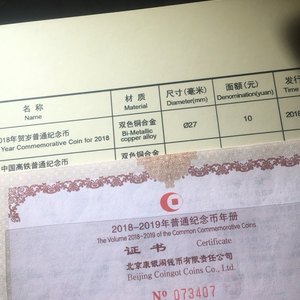 名 称 材 质 尺寸(毫米) 面额(元) 发行
Name Material Diameter(mm) Denomination(yuan)
018年贺岁普通纪念币 双色铜合金
Year Commemorative Coin for 2018 Bi-Metallic copper alloy Ø27 10 2018
中国高铁普通纪念币 双色铜合金
2018-2019年普通纪念币年册
The Volume 2018-2019 of the Common Commemorative Coins
证 书 Certificate
北京康银阁钱币有限责任公司
Beijing Coingot Coins Co., Ltd.
№ 073407